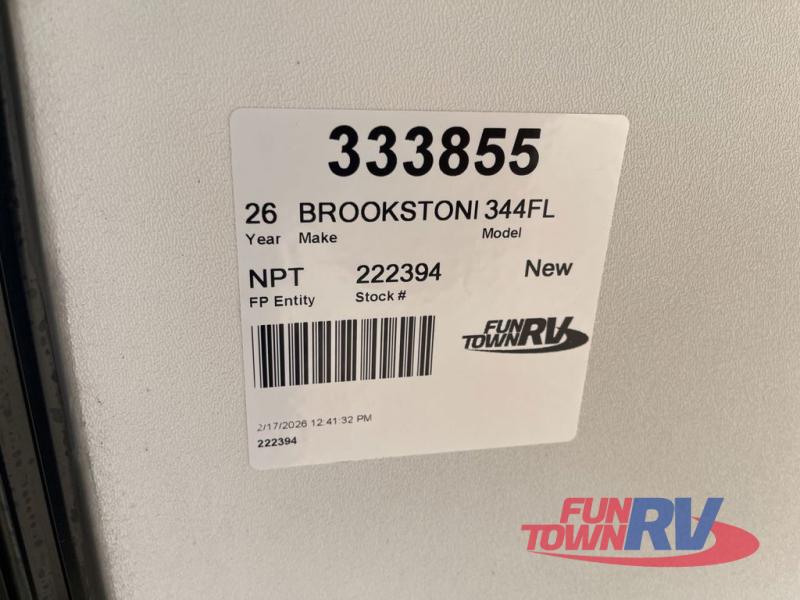 333855
26 BROOKSTONI 344FL
Year Make Model
NPT 222394 New
FP Entity Stock #
FUN TOWN RV
2/17/2026 12:41:32 PM
222394
FUN TOWN RV